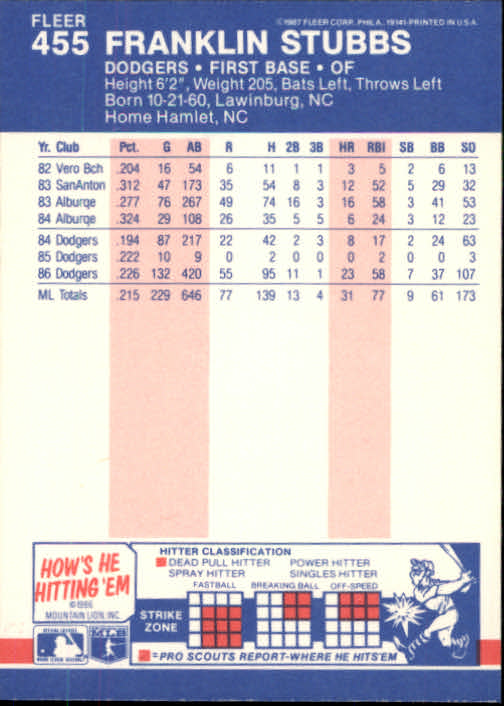 FLEER
455 FRANKLIN STUBBS
©1987 FLEER CORP. PHILA. 19141-PRINTED IN U.S.A.
DODGERS • FIRST BASE • OF
Height 6'2", Weight 205, Bats Left, Throws Left
Born 10-21-60, Lawinburg, NC
Home Hamlet, NC
Yr. Club Pct. G AB R H 2B 3B HR RBI SB BB SO
82 Vero Bch .204 16 54 6 11 1 1 3 5 2 6 13
83 SanAnton .312 47 173 35 54 8 3 12 52 5 29 32
83 Alburqe .277 76 267 49 74 16 3 16 58 3 41 53
84 Alburqe .324 29 108 26 35 5 5 6 24 3 12 23
84 Dodgers .194 87 217 22 42 2 3 8 17 2 24 63
85 Dodgers .222 10 9 0 2 0 0 0 2 0 0 3
86 Dodgers .226 132 420 55 95 11 1 23 58 7 37 107
ML Totals .215 229 646 77 139 13 4 31 77 9 61 173
HOW'S HE
HITTING 'EM
©1986
MOUNTAIN LION, INC.
HITTER CLASSIFICATION
DEAD PULL HITTER POWER HITTER
SPRAY HITTER SINGLES HITTER
FASTBALL BREAKING BALL OFF-SPEED
STRIKE
ZONE
=PRO SCOUTS REPORT-WHERE HE HITS'EM